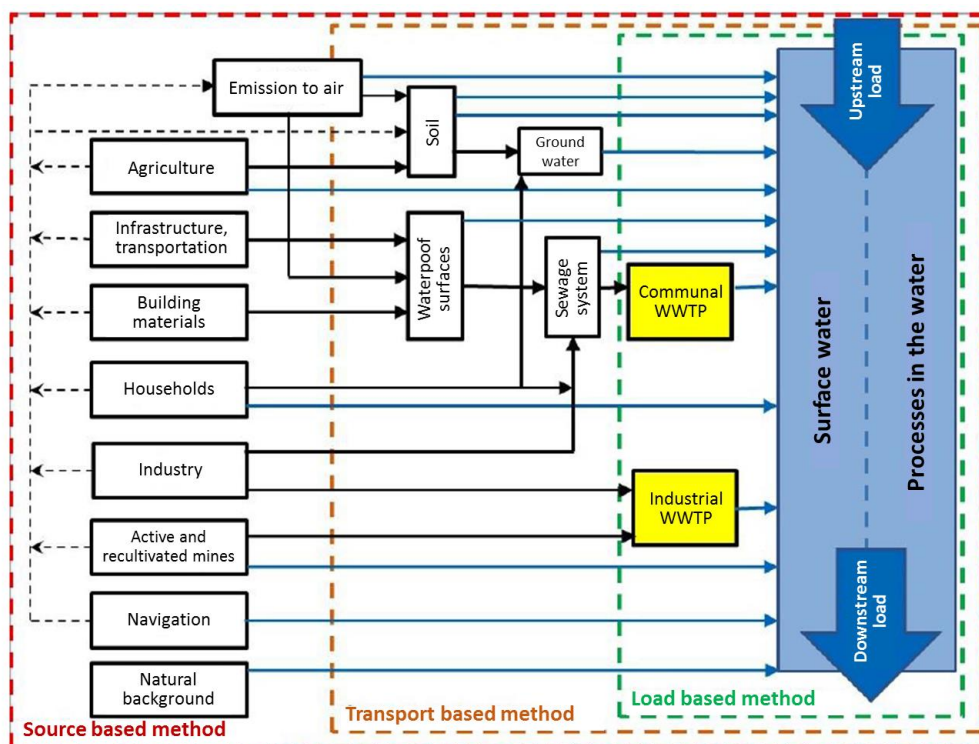 Upstream
load
Emission to air
Soil
Ground
water
Agriculture
Infrastructure,
transportation
Waterpoof
surfaces
Sewage
system
Building
materials
Communal
WWTP
Surface water
Processes in the water
Households
Industry
Industrial
WWTP
Active and
recultivated mines
Navigation
Downstream
load
Natural
background
Source based method
Transport based method
Load based method